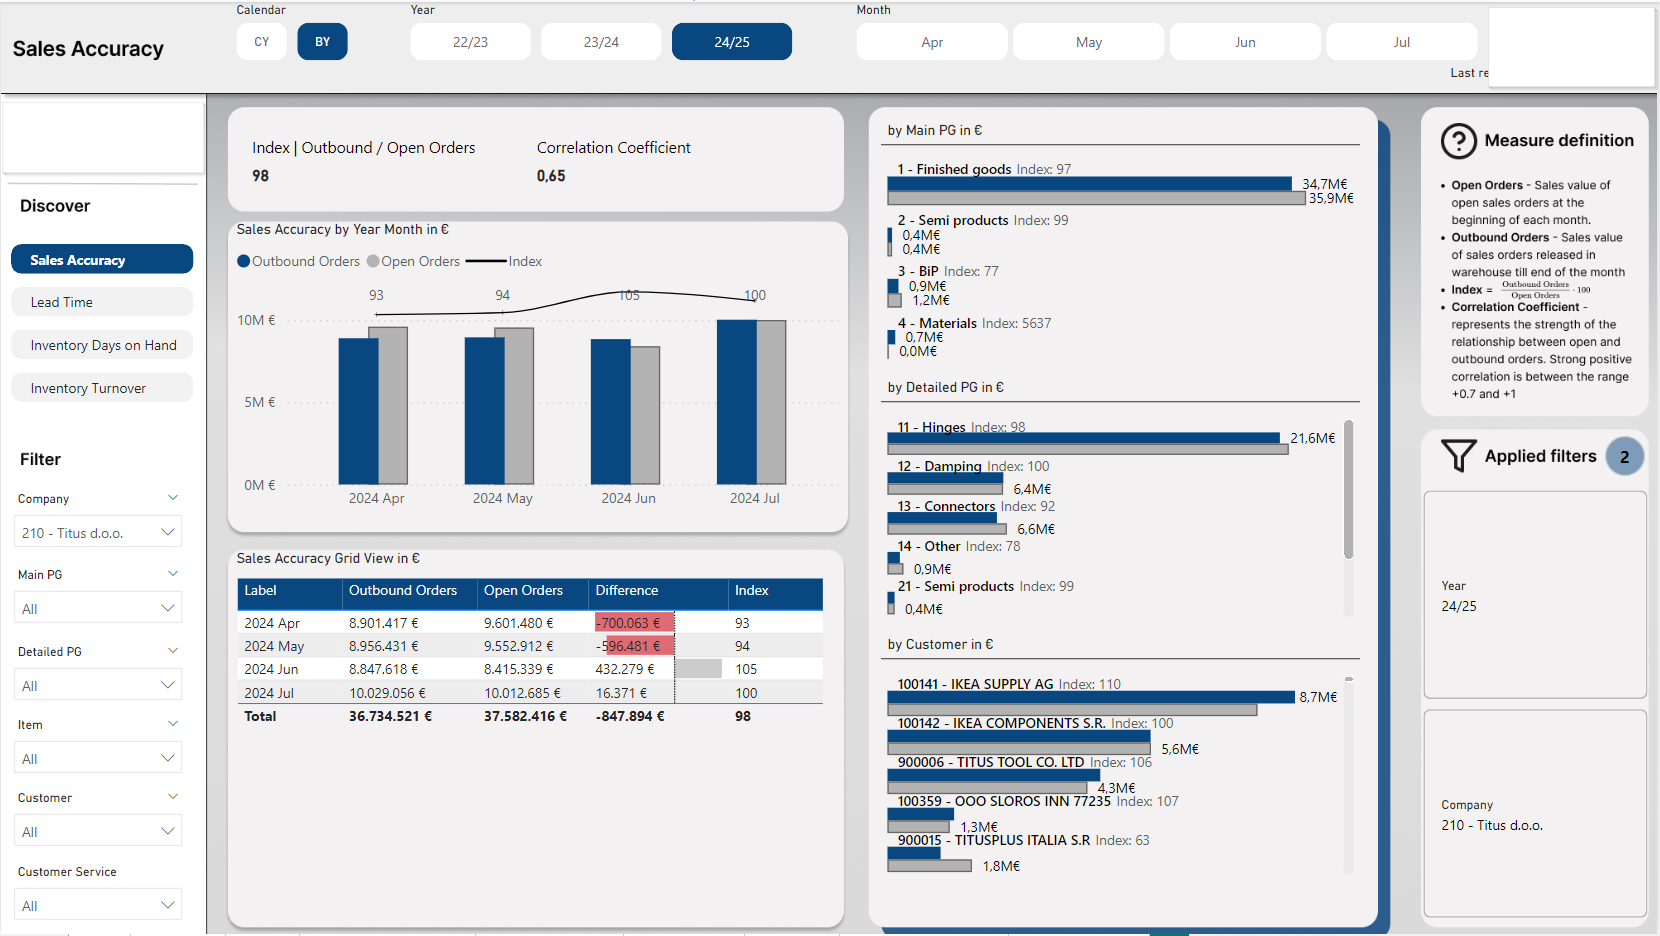 Sales Accuracy
Calendar
CY
BY
Year
22/23
23/24
24/25
Month
Apr
May
Jun
Jul
Last re
Discover
Sales Accuracy
Lead Time
Inventory Days on Hand
Inventory Turnover
Filter
Company
210 - Titus d.o.o.
Main PG
All
Detailed PG
All
Item
All
Customer
All
Customer Service
All
Index | Outbound / Open Orders
98
Correlation Coefficient
0,65
Sales Accuracy by Year Month in €
Outbound Orders Open Orders Index
93 94 105 100
10M €
5M €
0M €
2024 Apr 2024 May 2024 Jun 2024 Jul
Sales Accuracy Grid View in €
Label Outbound Orders Open Orders Difference Index
2024 Apr 8.901.417 € 9.601.480 € -700.063 € 93
2024 May 8.956.431 € 9.552.912 € -596.481 € 94
2024 Jun 8.847.618 € 8.415.339 € 432.279 € 105
2024 Jul 10.029.056 € 10.012.685 € 16.371 € 100
Total 36.734.521 € 37.582.416 € -847.894 € 98
by Main PG in €
1 - Finished goods Index: 97
34,7M€
35,9M€
2 - Semi products Index: 99
0,4M€
0,4M€
3 - BiP Index: 77
0,9M€
1,2M€
4 - Materials Index: 5637
0,7M€
0,0M€
by Detailed PG in €
11 - Hinges Index: 98
21,6M€
12 - Damping Index: 100
6,4M€
13 - Connectors Index: 92
6,6M€
14 - Other Index: 78
0,9M€
21 - Semi products Index: 99
0,4M€
by Customer in €
100141 - IKEA SUPPLY AG Index: 110
8,7M€
100142 - IKEA COMPONENTS S.R. Index: 100
5,6M€
900006 - TITUS TOOL CO. LTD Index: 106
4,3M€
100359 - OOO SLOROS INN 77235 Index: 107
1,3M€
900015 - TITUSPLUS ITALIA S.R Index: 63
1,8M€
? Measure definition
• Open Orders - Sales value of
open sales orders at the
beginning of each month.
• Outbound Orders - Sales value
of sales orders released in
warehouse till end of the month
• Index = Outbound Orders / Open Orders · 100
• Correlation Coefficient -
represents the strength of the
relationship between open and
outbound orders. Strong positive
correlation is between the range
+0.7 and +1
Applied filters 2
Year
24/25
Company
210 - Titus d.o.o.